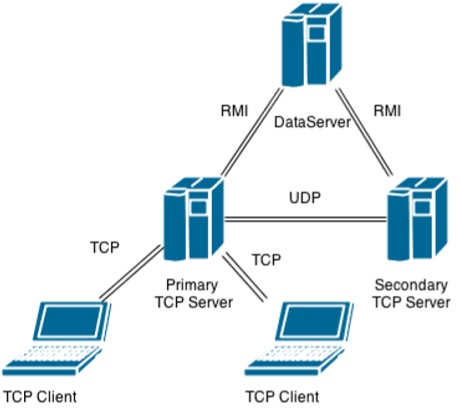 RMI
RMI
DataServer
UDP
TCP
TCP
Primary
TCP Server
Secondary
TCP Server
TCP Client
TCP Client